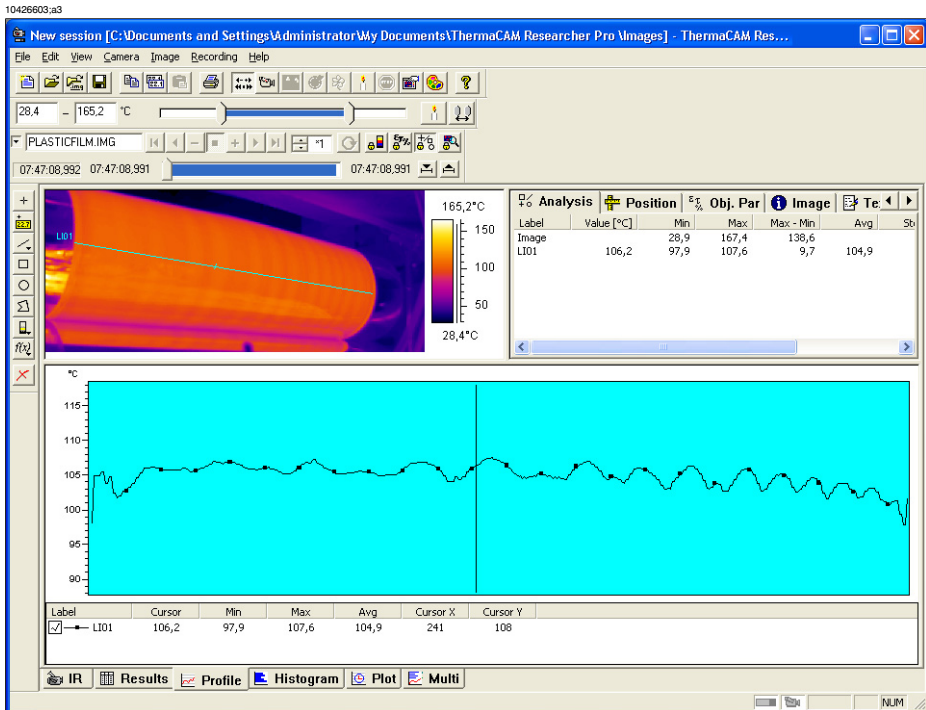 10426603;a3
New session [C:\Documents and Settings\Administrator\My Documents\ThermaCAM Researcher Pro \Images] - ThermaCAM Res...
File Edit View Camera Image Recording Help
28,4 – 165,2 °C
PLASTICFILM.IMG ×1
07:47:08,992 07:47:08,991 07:47:08,991
LI01
165,2°C
150
100
50
28,4°C
Analysis Position Obj. Par Image Te:
Label Value [°C] Min Max Max - Min Avg St
Image 28,9 167,4 138,6
LI01 106,2 97,9 107,6 9,7 104,9
22.7
f(x)
°C
115
110
105
100
95
90
Label Cursor Min Max Avg Cursor X Cursor Y
LI01 106,2 97,9 107,6 104,9 241 108
IR Results Profile Histogram Plot Multi
NUM